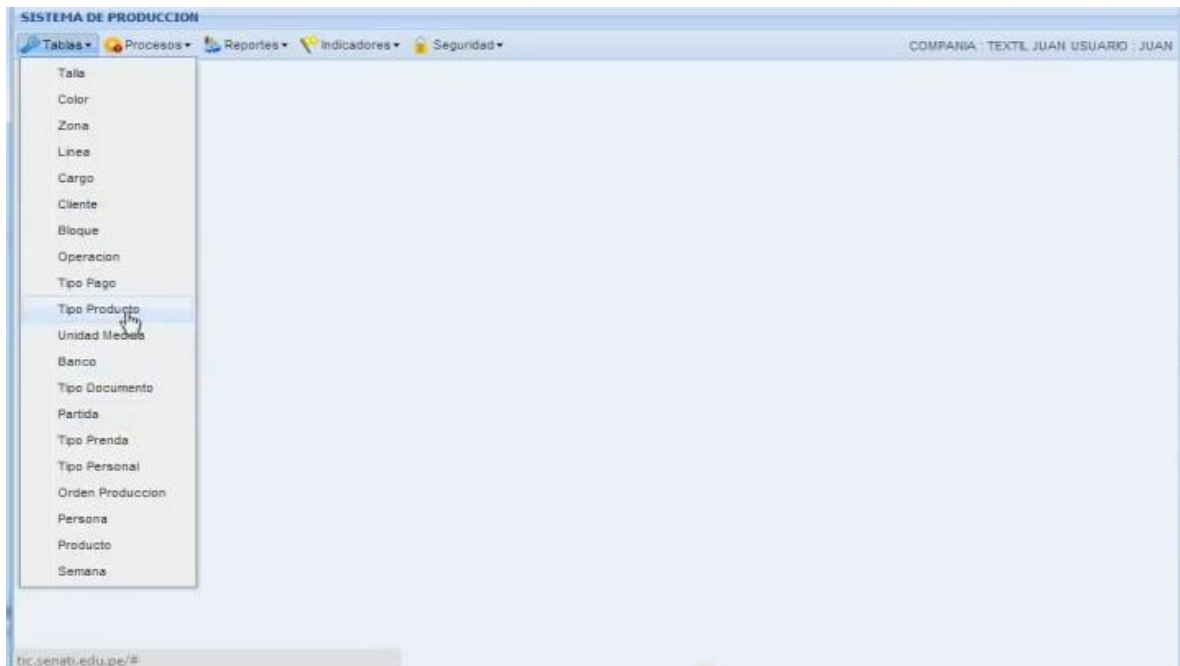 SISTEMA DE PRODUCCION
Tablas Procesos Reportes Indicadores Seguridad COMPANIA : TEXTIL JUAN USUARIO : JUAN
Talla
Color
Zona
Linea
Cargo
Cliente
Bloque
Operacion
Tipo Pago
Tipo Producto
Unidad Medida
Banco
Tipo Documento
Partida
Tipo Prenda
Tipo Personal
Orden Produccion
Persona
Producto
Semana
tic.senati.edu.pe/#